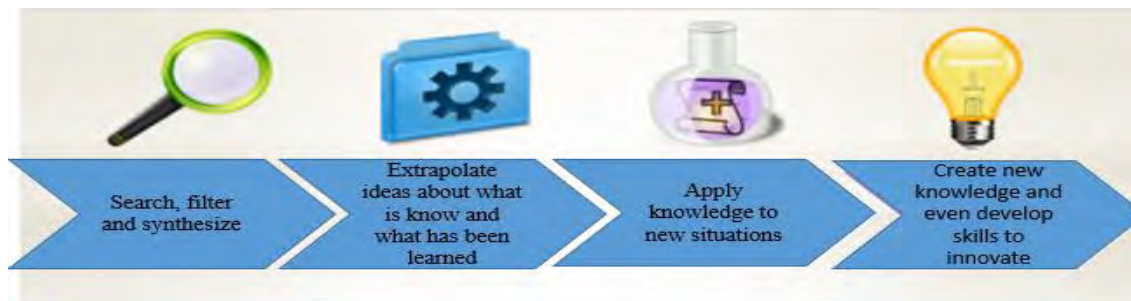 Search, filter
and synthesize
Extrapolate
ideas about what
is know and
what has been
learned
Apply
knowledge to
new situations
Create new
knowledge and
even develop
skills to
innovate